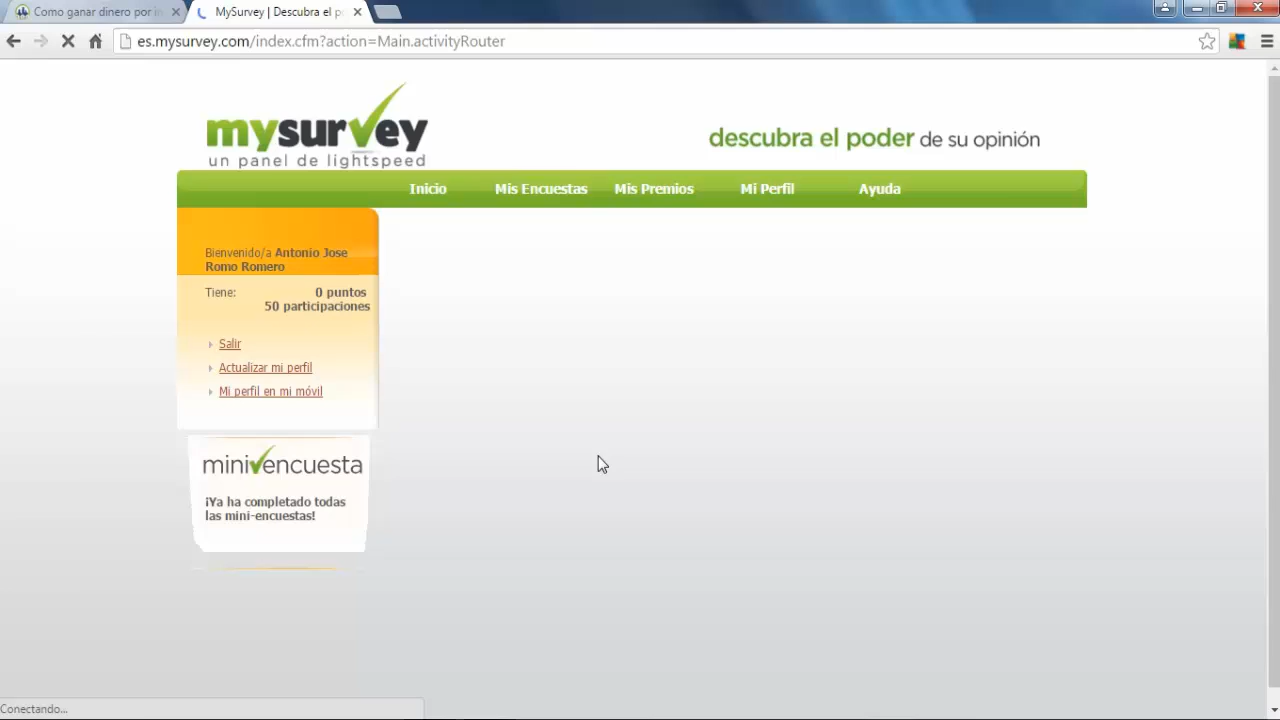 Como ganar dinero por i
MySurvey | Descubra el p
es.mysurvey.com/index.cfm?action=Main.activityRouter
mysurvey
un panel de lightspeed
descubra el poder de su opinión
Inicio
Mis Encuestas
Mis Premios
Mi Perfil
Ayuda
Bienvenido/a Antonio Jose
Romo Romero
Tiene: 0 puntos
50 participaciones
Salir
Actualizar mi perfil
Mi perfil en mi móvil
mini encuesta
¡Ya ha completado todas
las mini-encuestas!
Conectando...